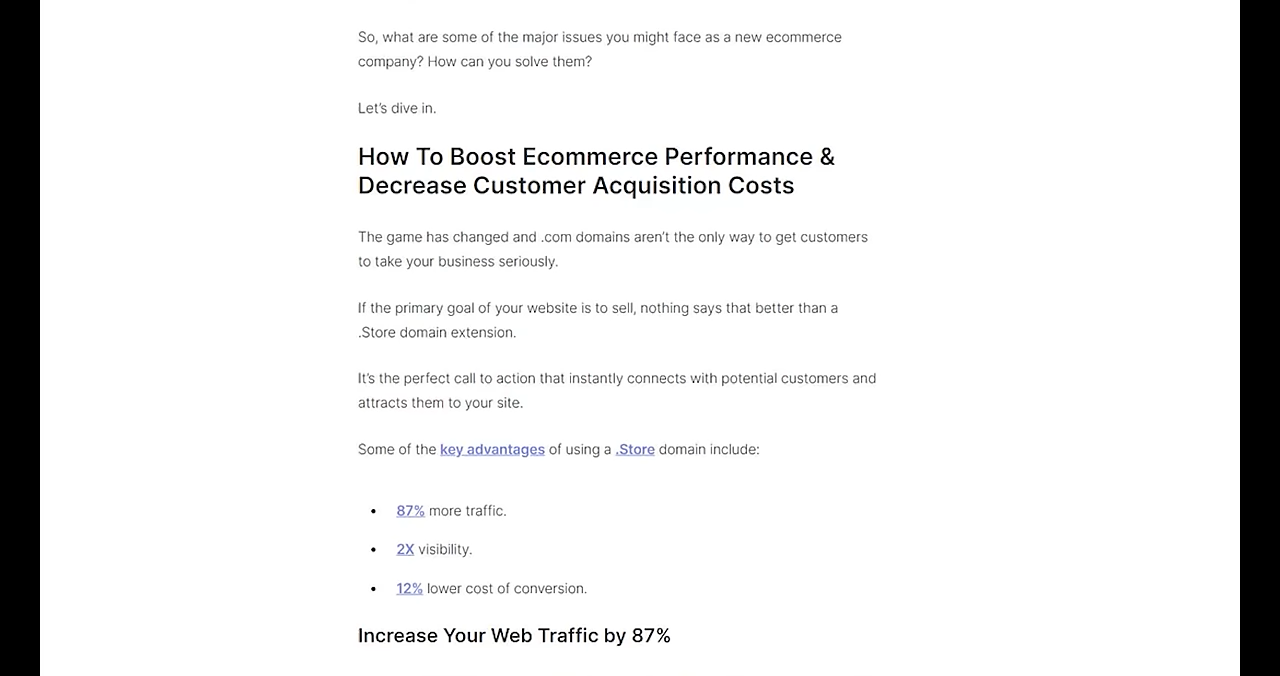 So, what are some of the major issues you might face as a new ecommerce
company? How can you solve them?
Let’s dive in.
How To Boost Ecommerce Performance &
Decrease Customer Acquisition Costs
The game has changed and .com domains aren’t the only way to get customers
to take your business seriously.
If the primary goal of your website is to sell, nothing says that better than a
.Store domain extension.
It’s the perfect call to action that instantly connects with potential customers and
attracts them to your site.
Some of the key advantages of using a .Store domain include:
• 87% more traffic.
• 2X visibility.
• 12% lower cost of conversion.
Increase Your Web Traffic by 87%